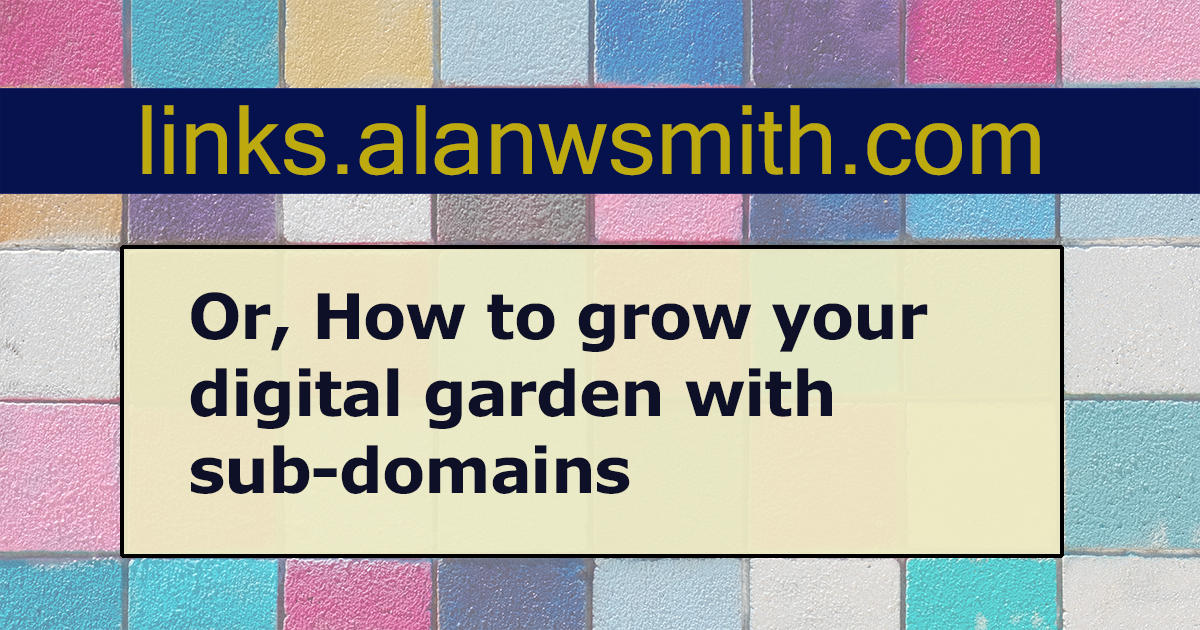 links.alanwsmith.com
Or, How to grow your
digital garden with
sub-domains